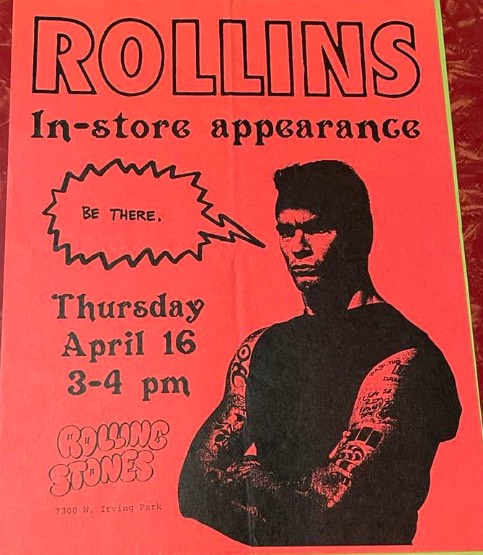 ROLLINS
In-store appearance
BE THERE.
Thursday
April 16
3-4 pm
ROLLING
STONES
7300 W. Irving Park